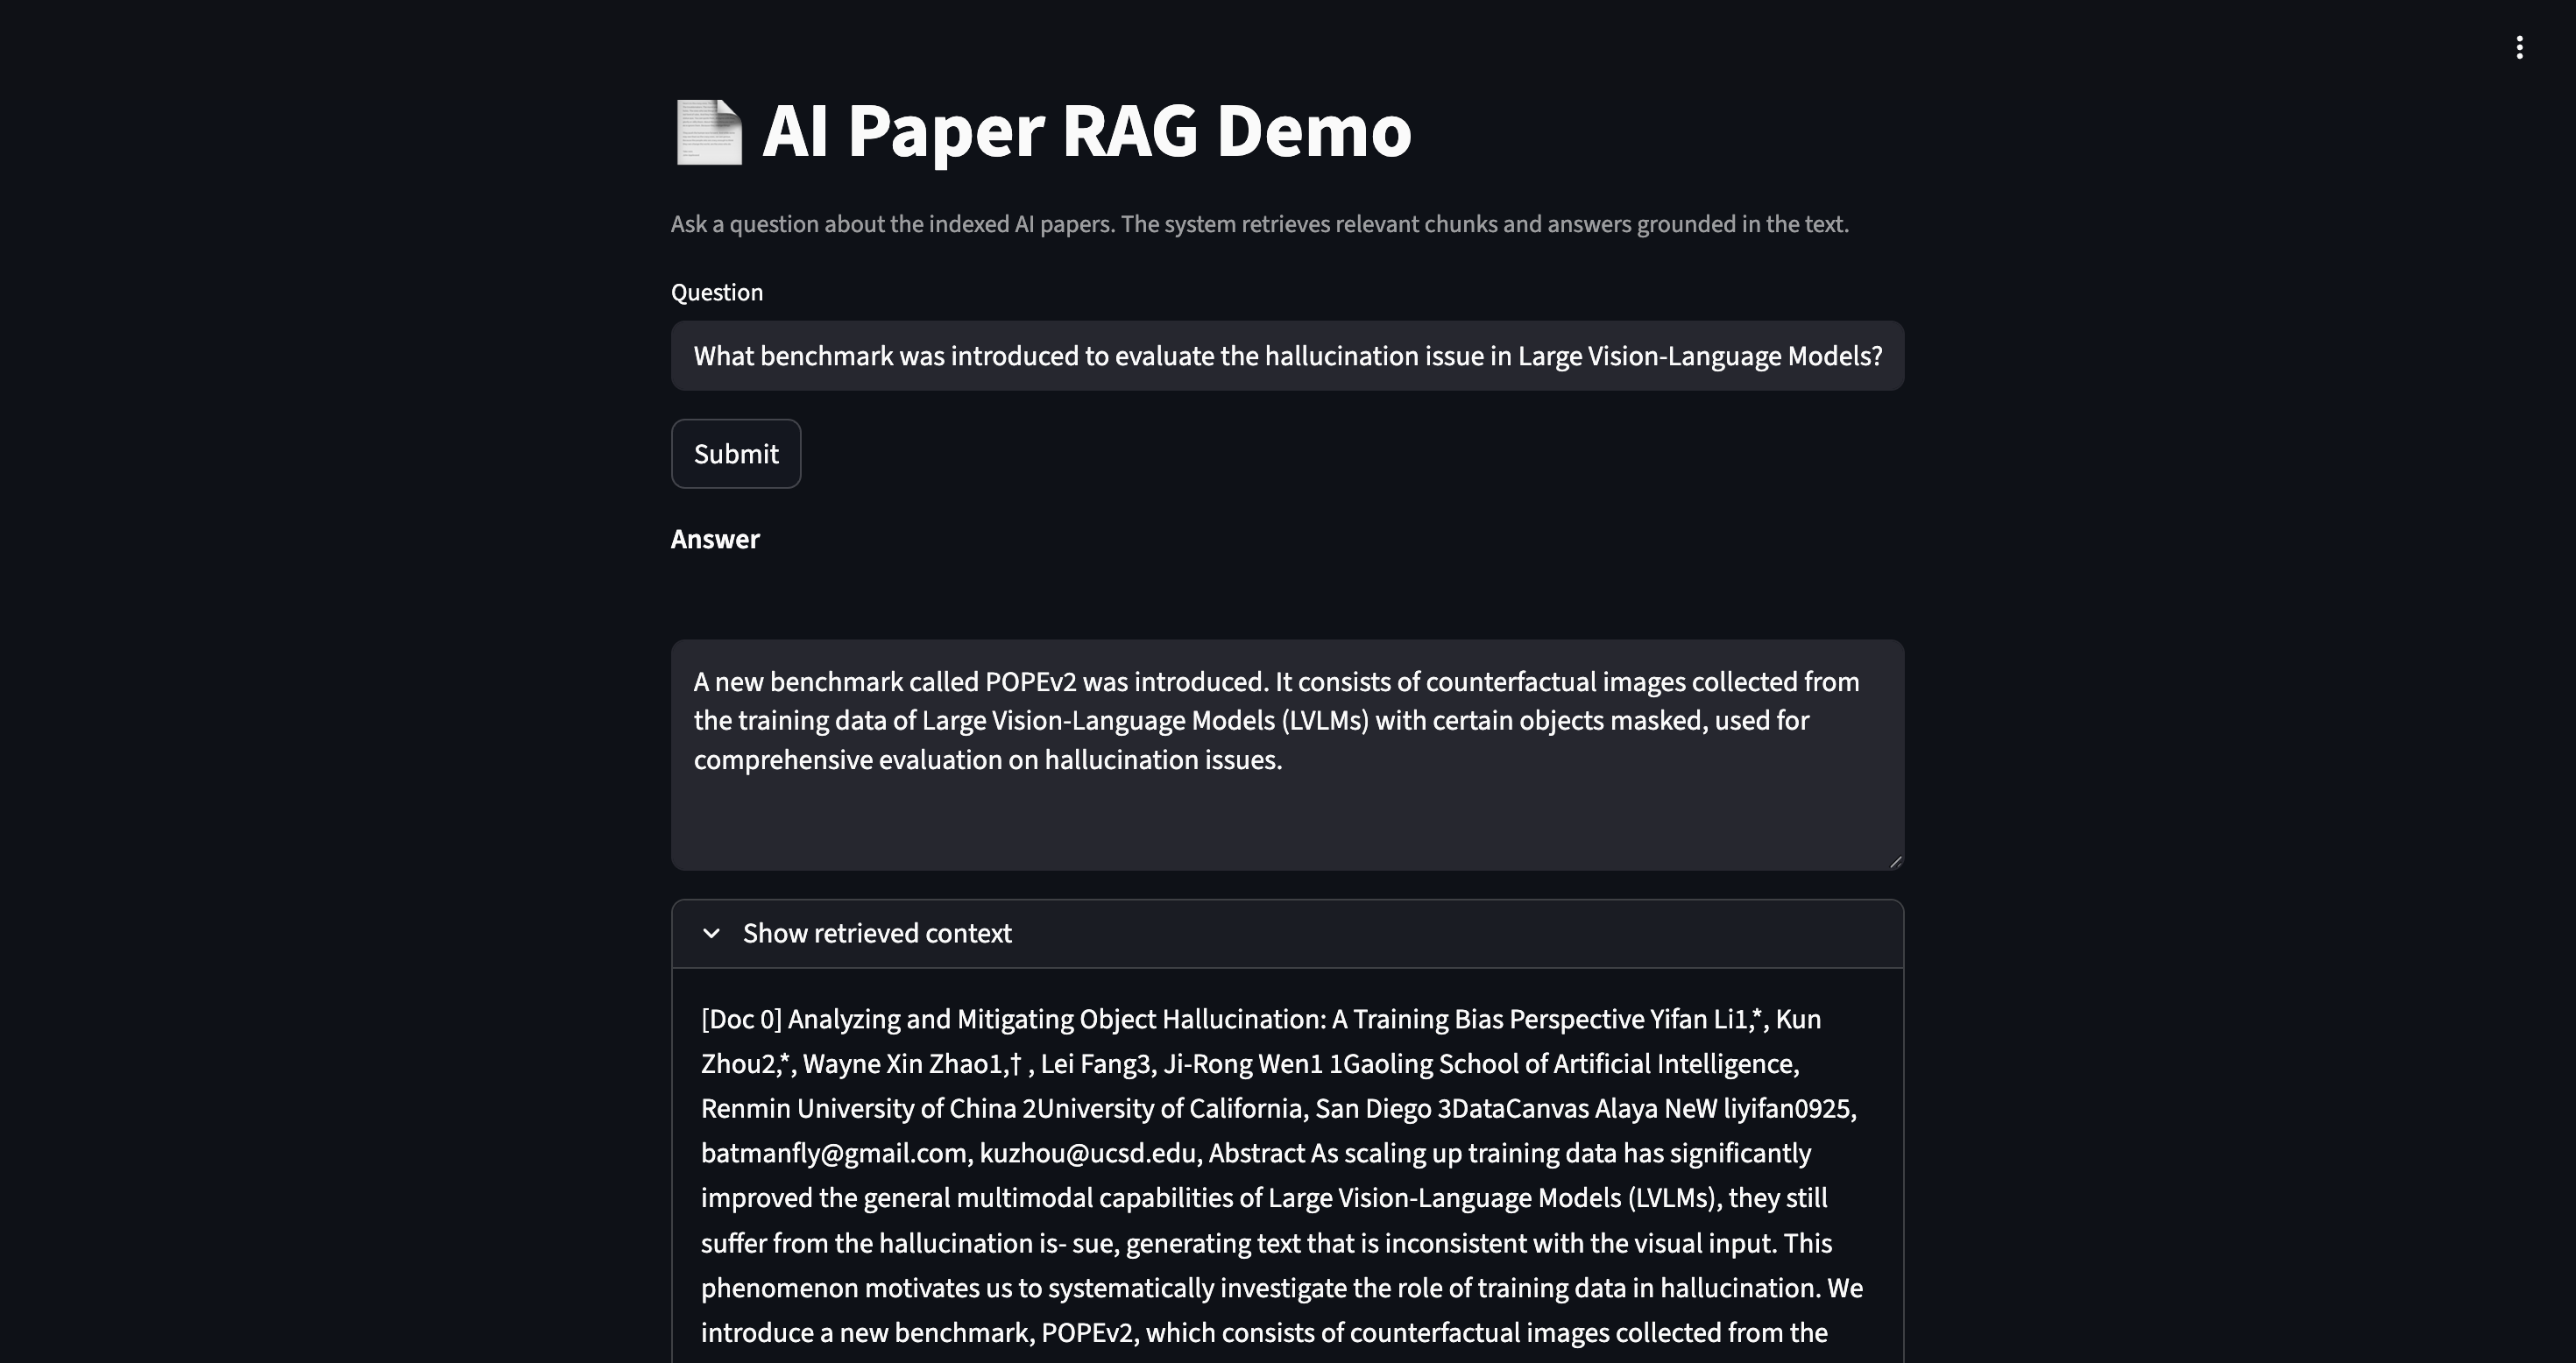 AI Paper RAG Demo
Ask a question about the indexed AI papers. The system retrieves relevant chunks and answers grounded in the text.
Question
What benchmark was introduced to evaluate the hallucination issue in Large Vision-Language Models?
Submit
Answer
A new benchmark called POPEv2 was introduced. It consists of counterfactual images collected from
the training data of Large Vision-Language Models (LVLMs) with certain objects masked, used for
comprehensive evaluation on hallucination issues.
Show retrieved context
[Doc 0] Analyzing and Mitigating Object Hallucination: A Training Bias Perspective Yifan Li1,*, Kun
Zhou2,*, Wayne Xin Zhao1,† , Lei Fang3, Ji-Rong Wen1 1Gaoling School of Artificial Intelligence,
Renmin University of China 2University of California, San Diego 3DataCanvas Alaya NeW liyifan0925,
batmanfly@gmail.com, kuzhou@ucsd.edu, Abstract As scaling up training data has significantly
improved the general multimodal capabilities of Large Vision-Language Models (LVLMs), they still
suffer from the hallucination is- sue, generating text that is inconsistent with the visual input. This
phenomenon motivates us to systematically investigate the role of training data in hallucination. We
introduce a new benchmark, POPEv2, which consists of counterfactual images collected from the